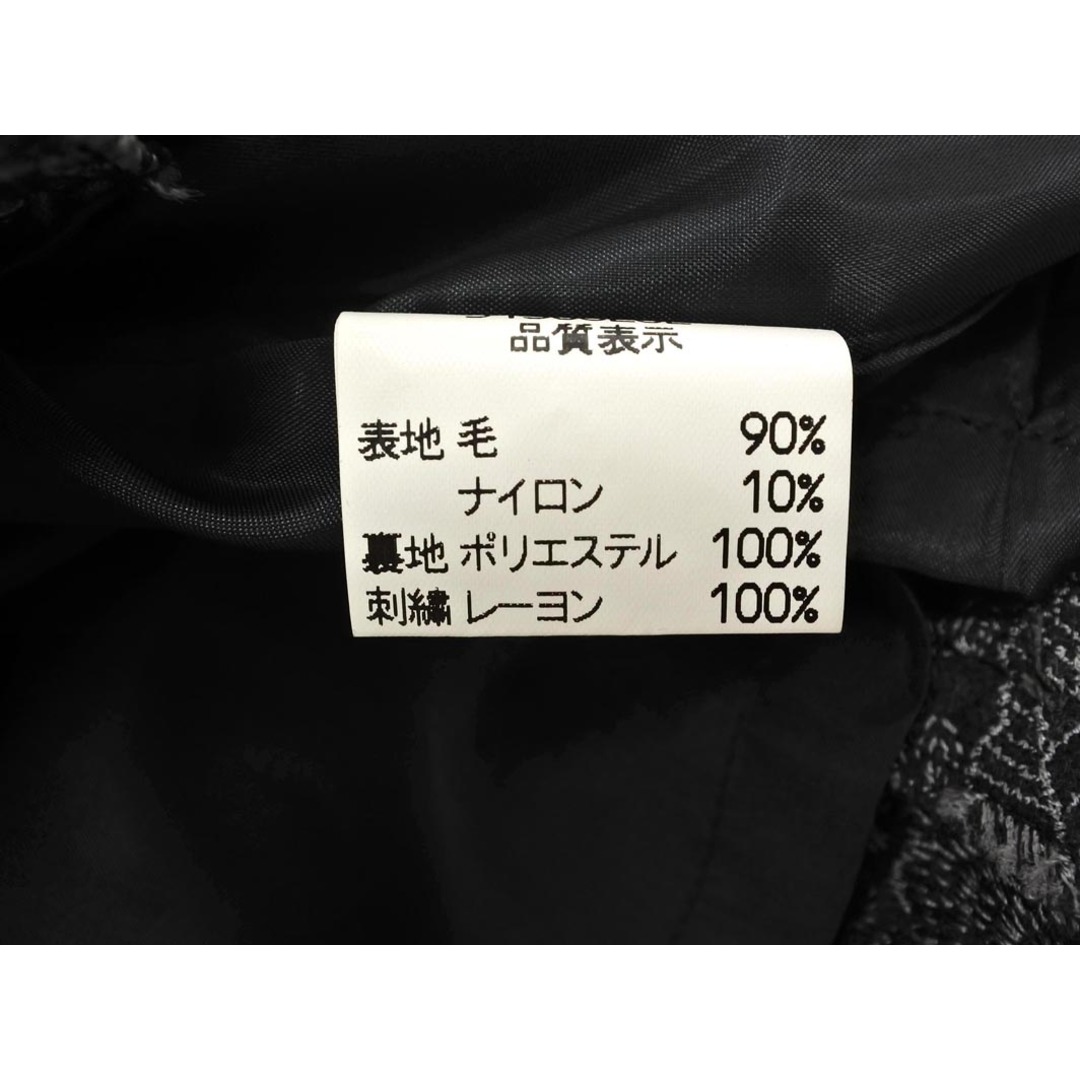 品質表示
表地 毛 90%
ナイロン 10%
裏地 ポリエステル 100%
刺繍 レーヨン 100%